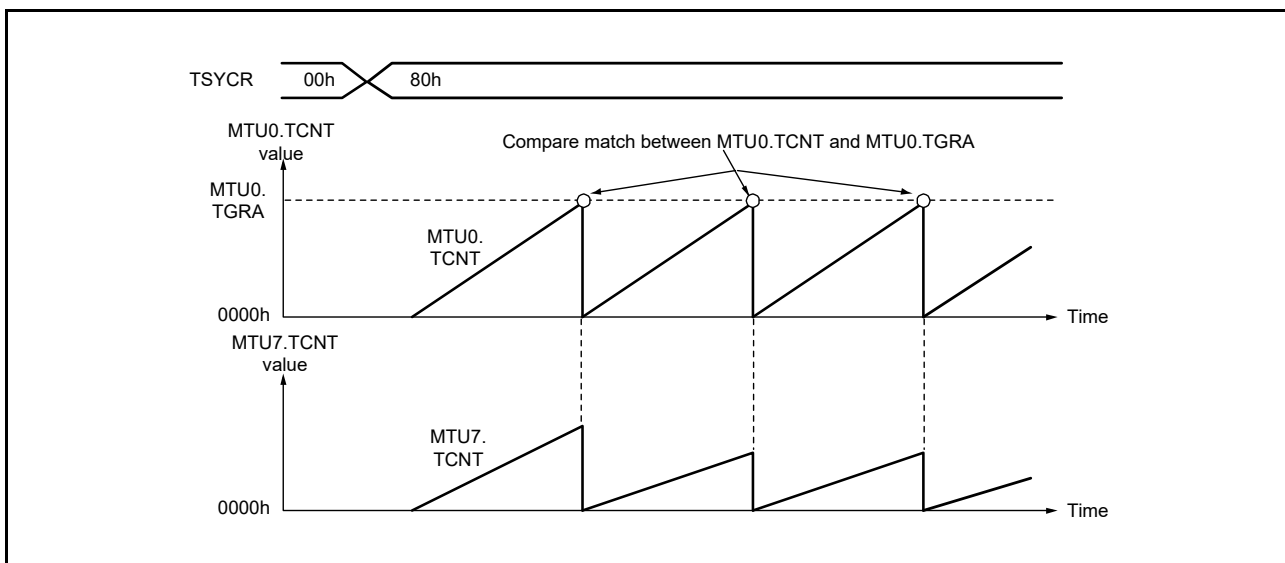 TSYCR 00h 80h
MTU0.TCNT
value
Compare match between MTU0.TCNT and MTU0.TGRA
MTU0.
TGRA
MTU0.
TCNT
0000h
Time
MTU7.TCNT
value
MTU7.
TCNT
0000h
Time